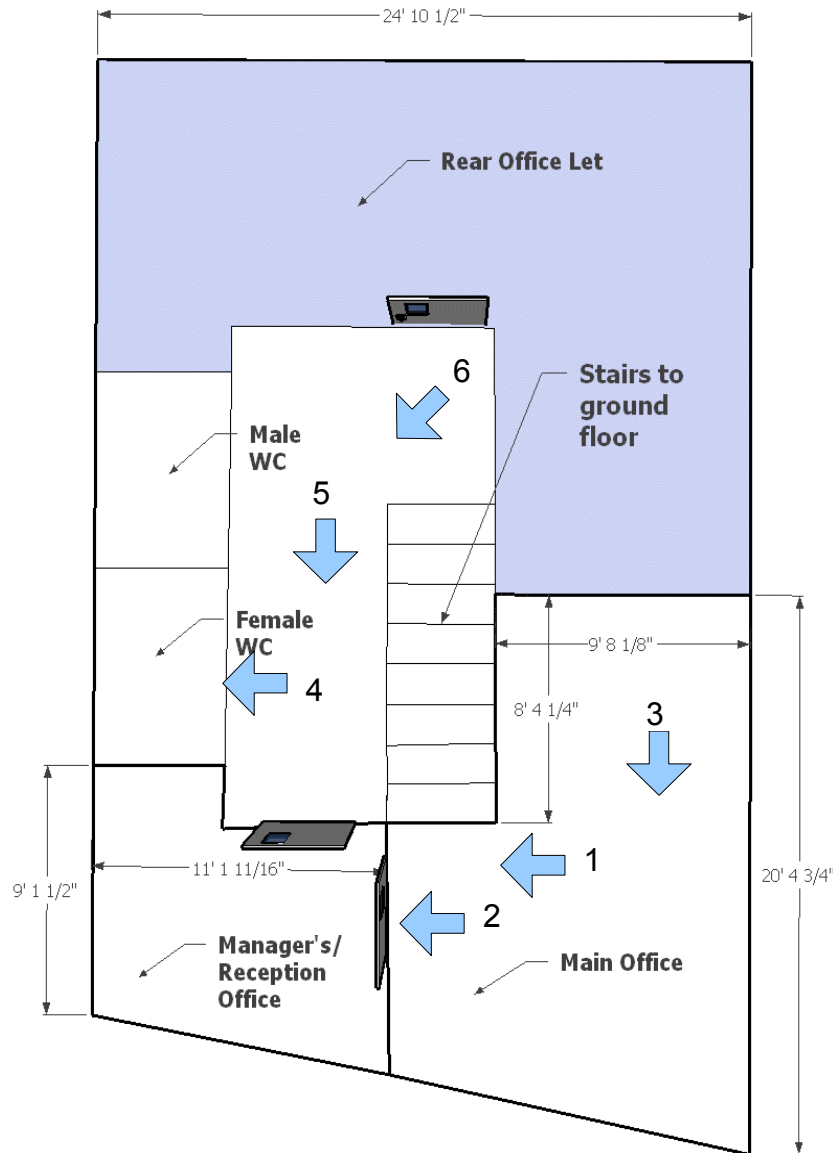 24' 10 1/2"
Rear Office Let
6
Stairs to
ground
floor
Male
WC
5
Female
WC
9' 8 1/8"
4
8' 4 1/4"
3
11' 1 11/16"
1
20' 4 3/4"
9' 1 1/2"
2
Manager's/
Reception
Office
Main Office